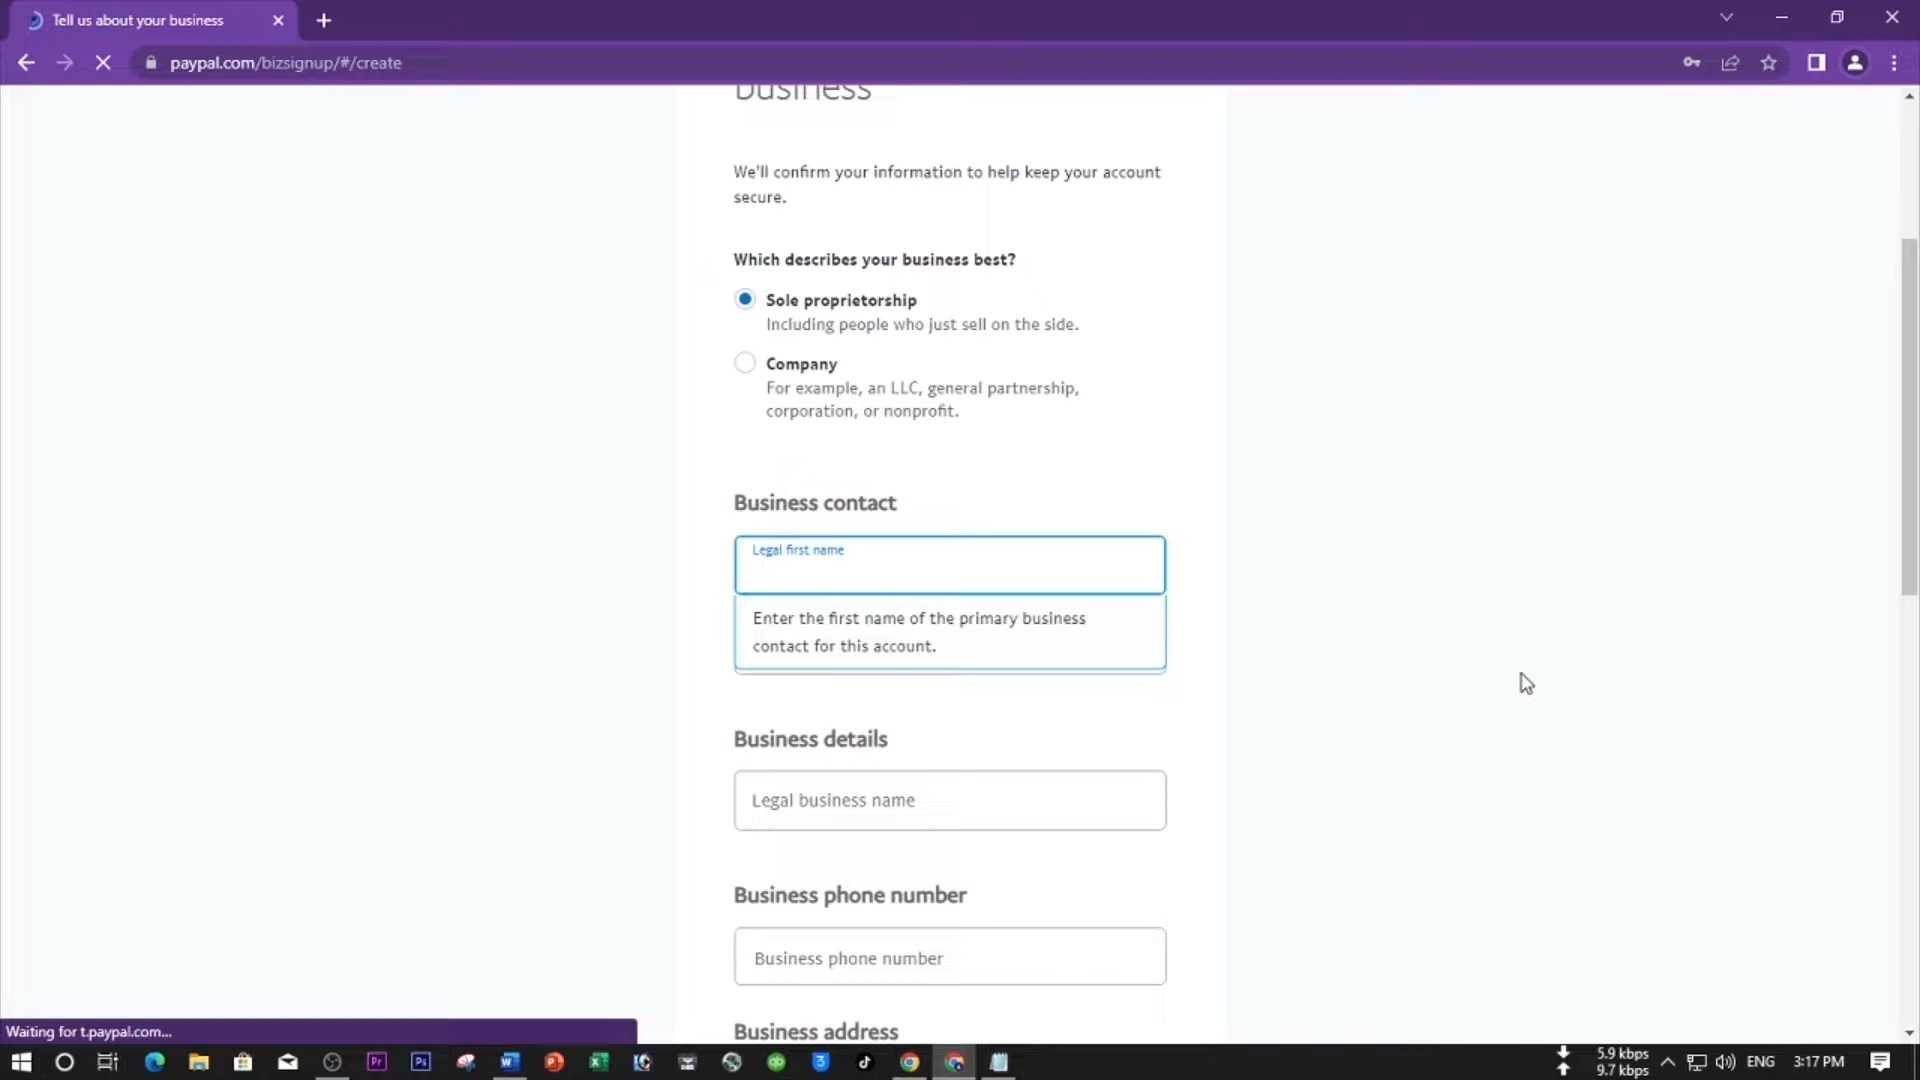 Tell us about your business
paypal.com/bizsignup/#/create
Business
We'll confirm your information to help keep your account
secure.
Which describes your business best?
Sole proprietorship
Including people who just sell on the side.
Company
For example, an LLC, general partnership,
corporation, or nonprofit.
Business contact
Legal first name
Enter the first name of the primary business
contact for this account.
Business details
Legal business name
Business phone number
Business phone number
Business address
Waiting for t.paypal.com...
Pr
Ps
3
5.9 kbps
9.7 kbps
ENG
3:17 PM